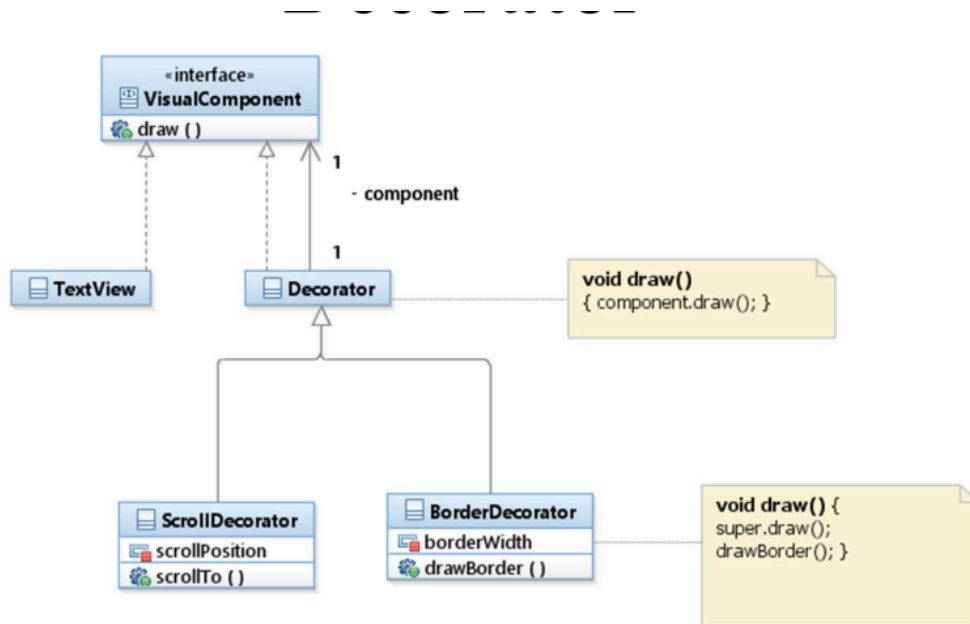 «interface»
VisualComponent
draw ( )
1
- component
1
TextView
Decorator
void draw()
{ component.draw(); }
ScrollDecorator
scrollPosition
scrollTo ( )
BorderDecorator
borderWidth
drawBorder ( )
void draw() {
super.draw();
drawBorder(); }